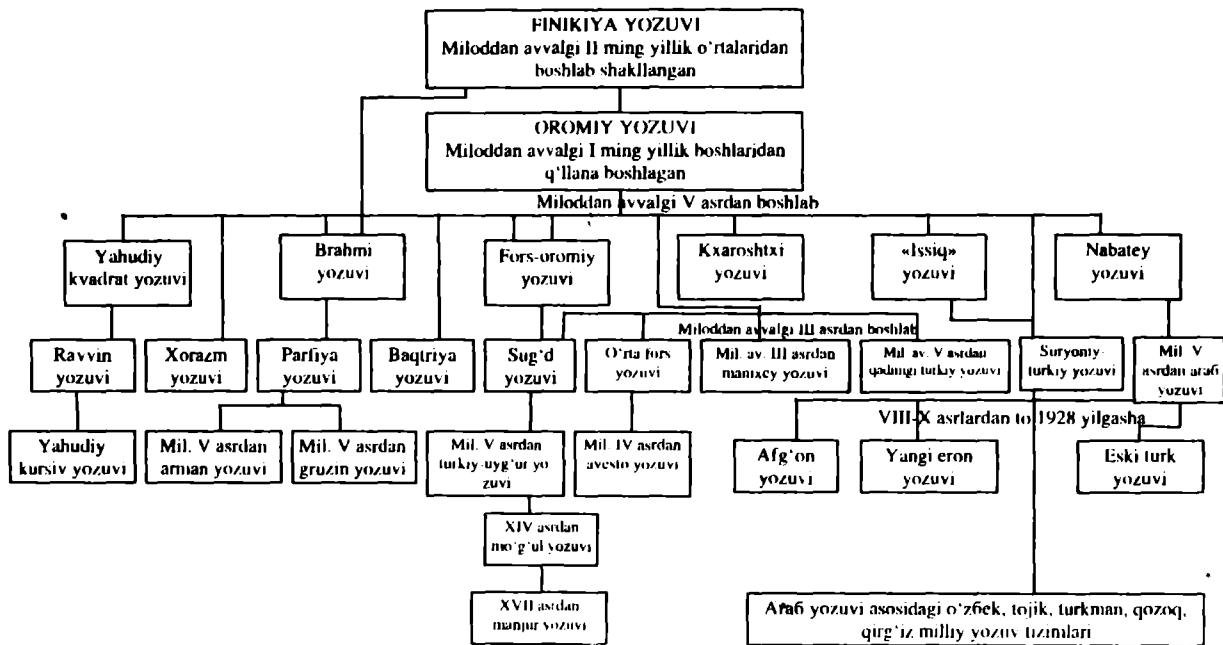 FINIKIYA YOZUVI
Miloddan avvalgi II ming yillik o‘rtalaridan
boshlab shakllangan
OROMIY YOZUVI
Miloddan avvalgi I ming yillik boshlaridan
q‘llana boshlagan
Miloddan avvalgi V asrdan boshlab
Yahudiy
kvadrat yozuvi
Brahmi
yozuvi
Fors-oromiy
yozuvi
Kxaroshtxi
yozuvi
«Issiq»
yozuvi
Nabatey
yozuvi
Miloddan avvalgi III asrdan boshlab
Ravvin
yozuvi
Xorazm
yozuvi
Parfiya
yozuvi
Baqtriya
yozuvi
Sug‘d
yozuvi
O‘rta fors
yozuvi
Mil. av. III asrdan
manixey yozuvi
Mil. av. V asrdan
qadimgi turkiy yozuvi
Suryoniy-
turkiy yozuvi
Mil. V
asrdan araб
yozuvi
VIII-X asrlardan to 1928 yilgasha
Yahudiy
kursiv yozuvi
Mil. V asrdan
arman yozuvi
Mil. V asrdan
gruzin yozuvi
Mil. V asrdan
turkiy-uyg‘ur yo
zuvi
Mil. IV asrdan
avesto yozuvi
Afg‘on
yozuvi
Yangi eron
yozuvi
Eski turk
yozuvi
XIV asrdan
mo‘g‘ul yozuvi
XVII asrdan
manjur yozuvi
Araб yozuvi asosidagi o‘zбek, tojik, turkman, qozoq,
qirg‘iz milliy yozuv tizimlari